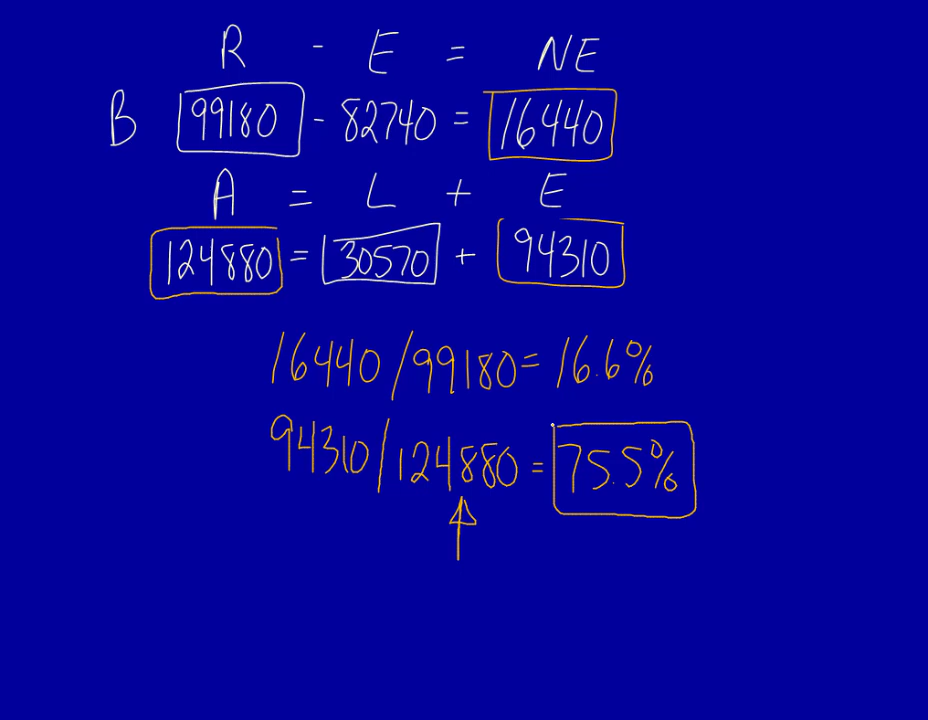 R - E = NE
B 99180 - 82740 = 16440
A = L + E
124880 = 30570 + 94310
16440/99180 = 16.6%
94310/124880 = 75.5%